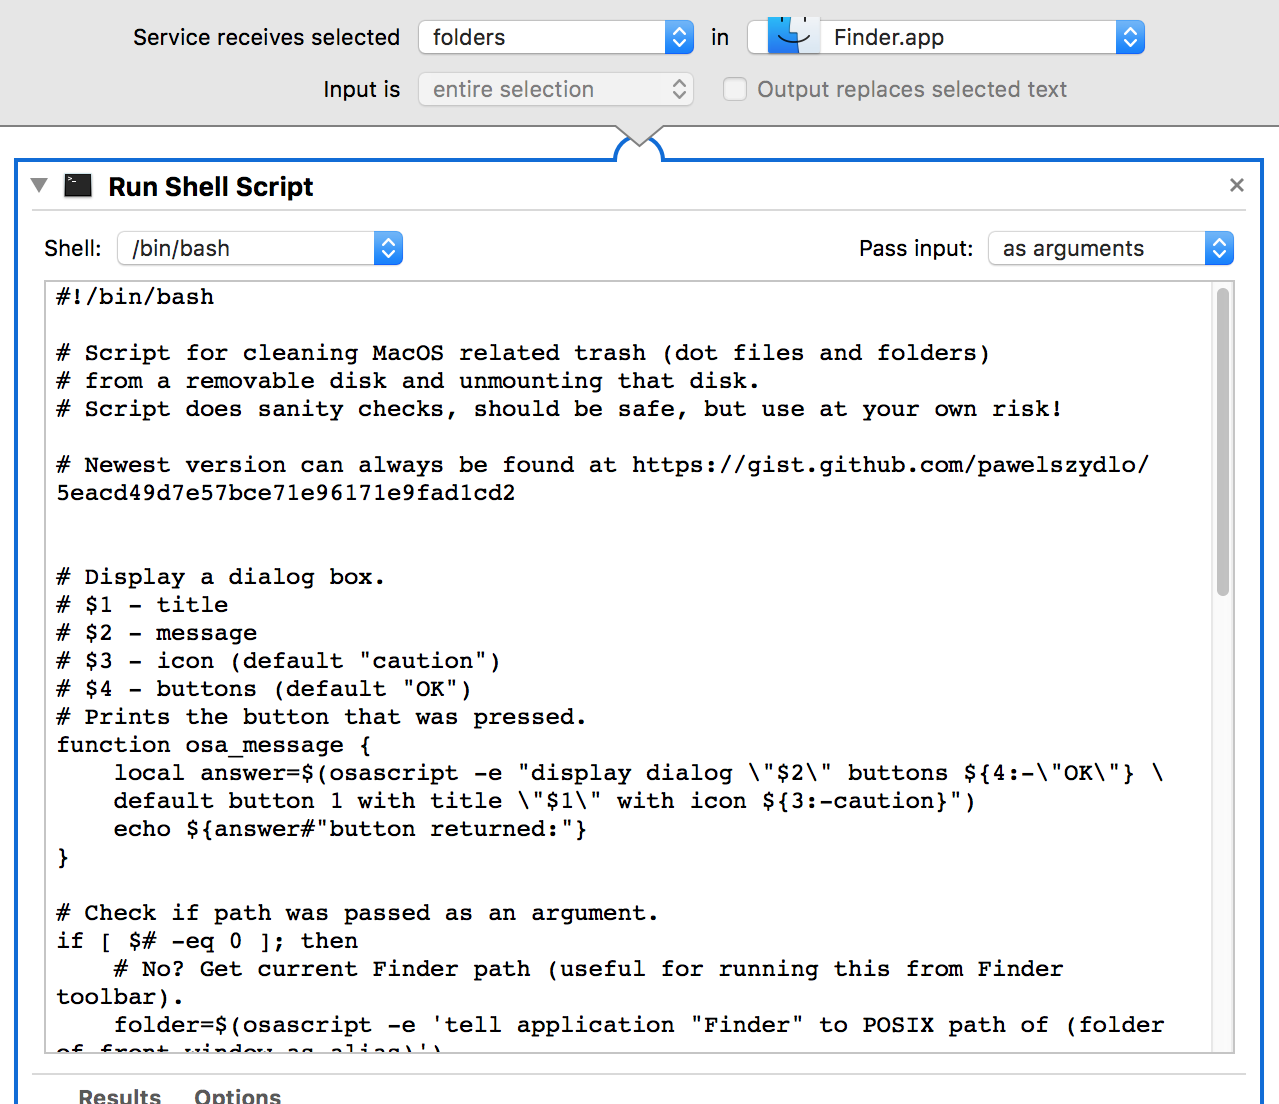 Service receives selected folders in Finder.app
Input is entire selection Output replaces selected text
Run Shell Script
Shell: /bin/bash Pass input: as arguments
#!/bin/bash
# Script for cleaning MacOS related trash (dot files and folders)
# from a removable disk and unmounting that disk.
# Script does sanity checks, should be safe, but use at your own risk!
# Newest version can always be found at https://gist.github.com/pawelszydlo/
5eacd49d7e57bce71e96171e9fad1cd2
# Display a dialog box.
# $1 - title
# $2 - message
# $3 - icon (default "caution")
# $4 - buttons (default "OK")
# Prints the button that was pressed.
function osa_message {
    local answer=$(osascript -e "display dialog \"$2\" buttons ${4:-\"OK\"} \
    default button 1 with title \"$1\" with icon ${3:-caution}")
    echo ${answer#"button returned:"}
}
# Check if path was passed as an argument.
if [ $# -eq 0 ]; then
    # No? Get current Finder path (useful for running this from Finder
toolbar).
    folder=$(osascript -e 'tell application "Finder" to POSIX path of (folder
of front window as alias)')
Results Options